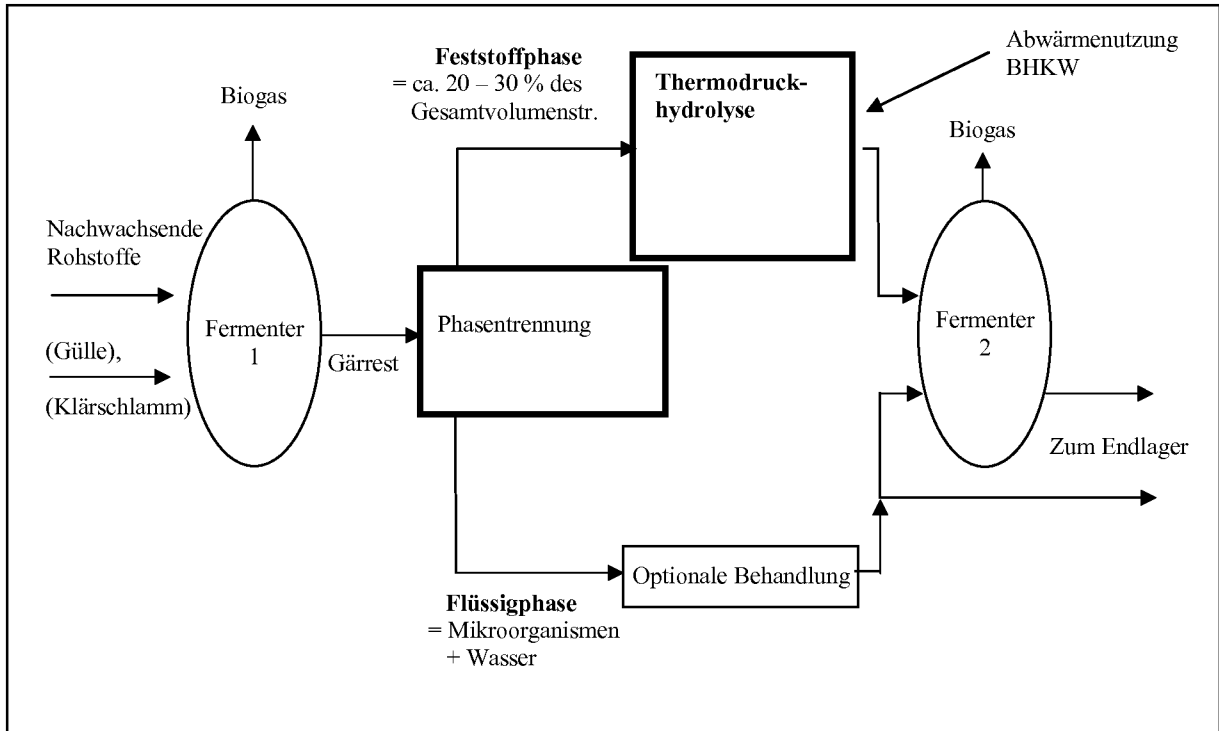 Feststoffphase
= ca. 20 – 30 % des
Gesamtvolumenstr.
Thermodruck-
hydrolyse
Abwärmenutzung
BHKW
Biogas
Biogas
Nachwachsende
Rohstoffe
(Gülle),
(Klärschlamm)
Fermenter
1
Gärrest
Phasentrennung
Fermenter
2
Zum Endlager
Optionale Behandlung
Flüssigphase
= Mikroorganismen
+ Wasser